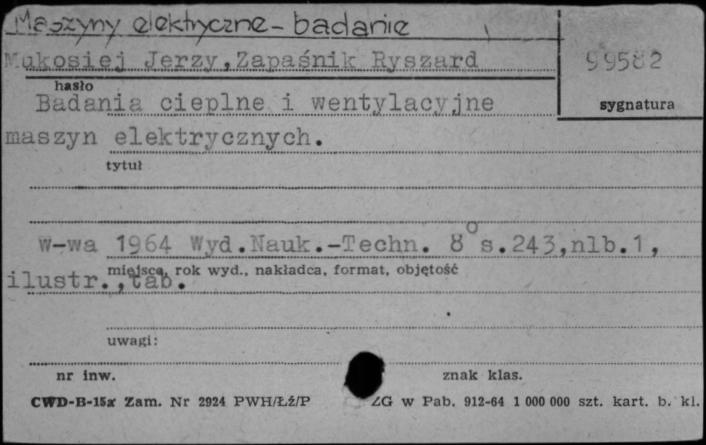 Maszyny elektryczne - badanie
Mukosiej Jerzy, Zapaśnik Ryszard
99582
hasło
sygnatura
Badania cieplne i wentylacyjne
maszyn elektrycznych.
tytuł
W-wa 1964 Wyd.Nauk.-Techn. 8° s.243,nlb.1,
miejsca, rok wyd., nakładca, format, objętość
ilustr.,tab.
uwagi:
nr inw.
znak klas.
CWD-B-15x Zam. Nr 2924 PWH/Łź/P ZG w Pab. 912-64 1 000 000 szt. kart. b. kl.